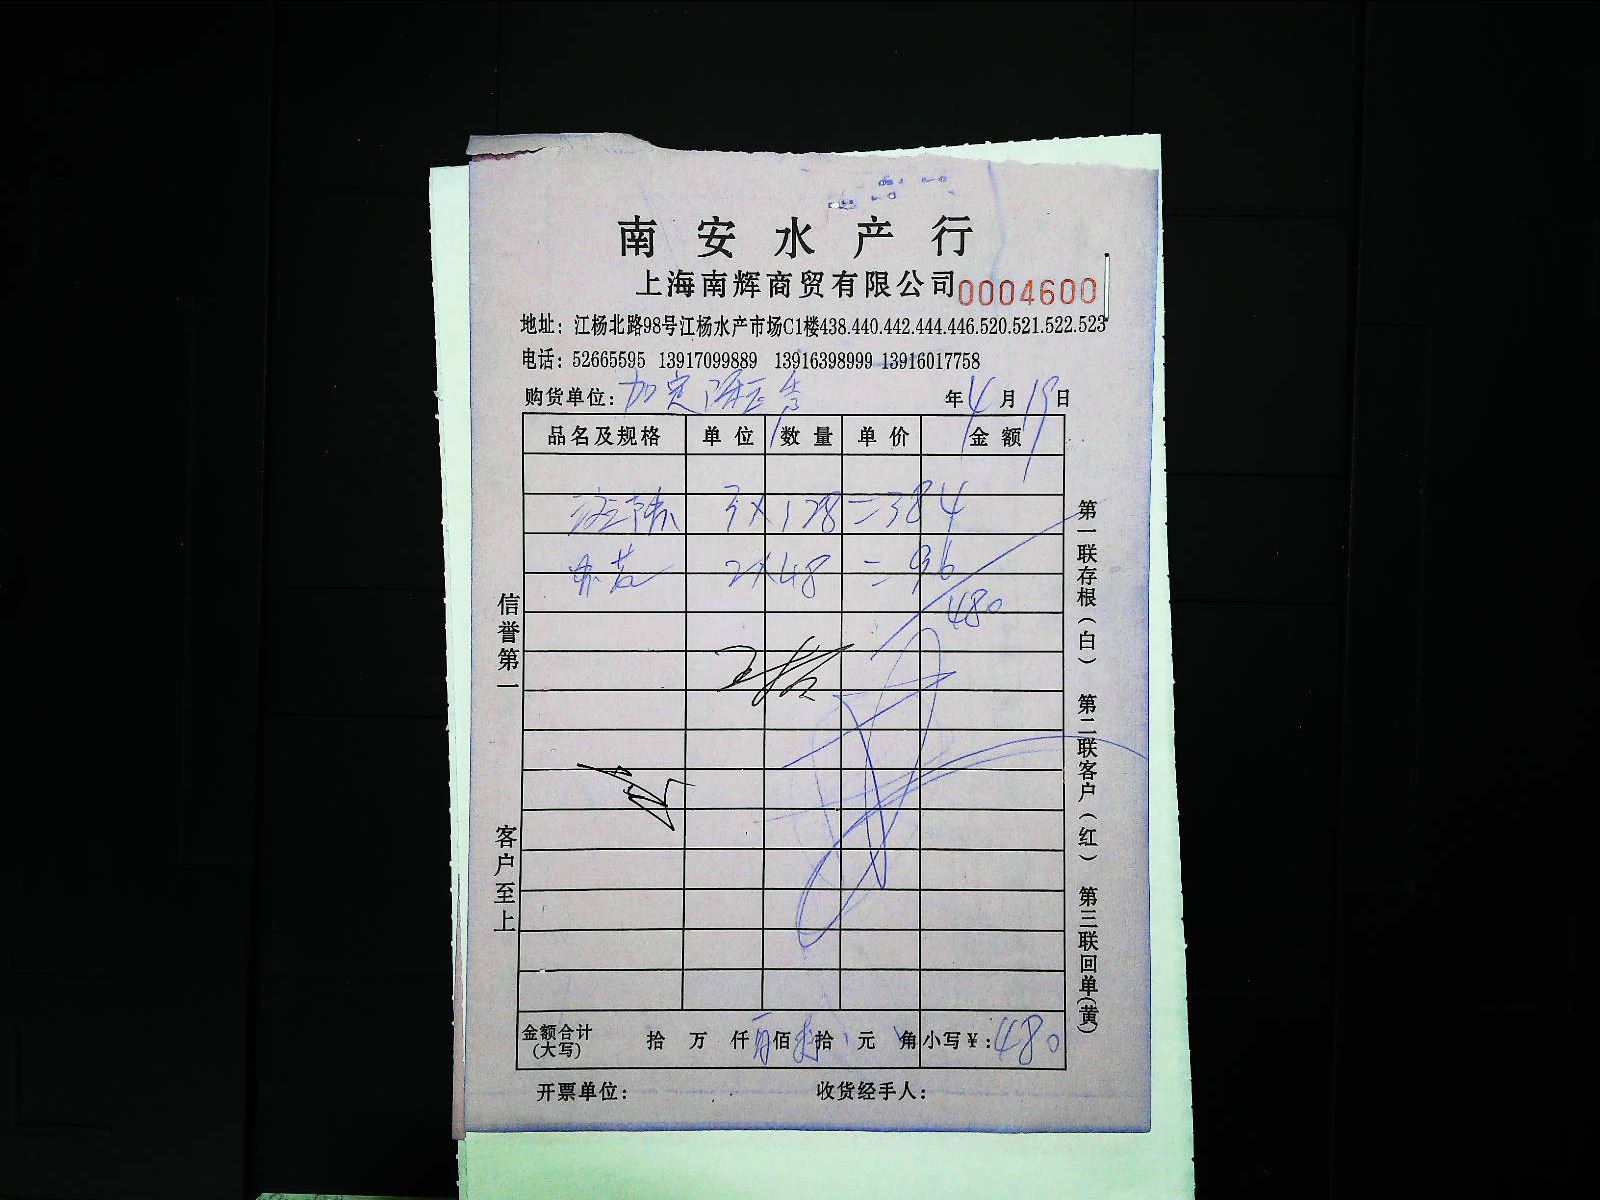 南安水产行
上海南辉商贸有限公司 0004600
地址：江杨北路98号江杨水产市场C1楼438.440.442.444.446.520.521.522.523
电话：52665595 13917099889 13916398999 13916017758
购货单位： 年4月19日
品名及规格 单位 数量 单价 金额
3×128=384
2×48=96
480
金额合计(大写) 拾 万 仟 佰 拾 元 角 小写￥：480
开票单位： 收货经手人：
信誉第一 客户至上
第一联存根(白) 第二联客户(红) 第三联回单(黄)